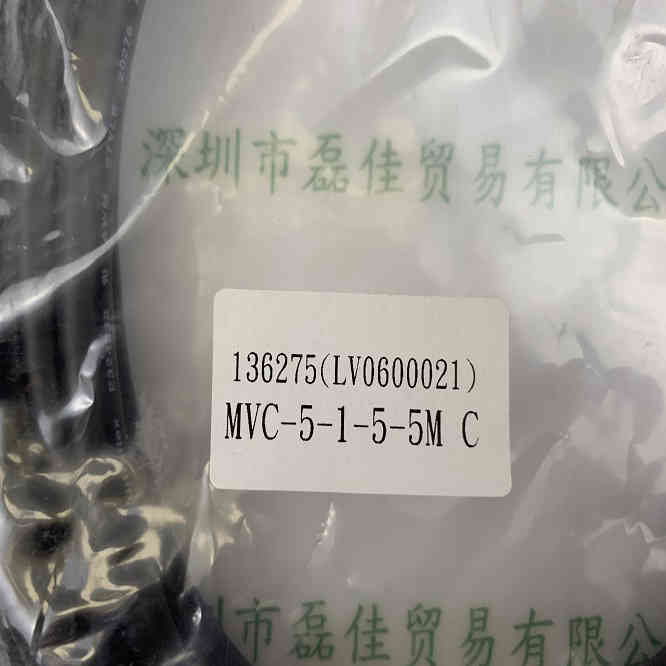 深圳市磊佳贸易有限公
136275(LV0600021)
MVC-5-1-5-5M C
圳市磊佳贸易有限公